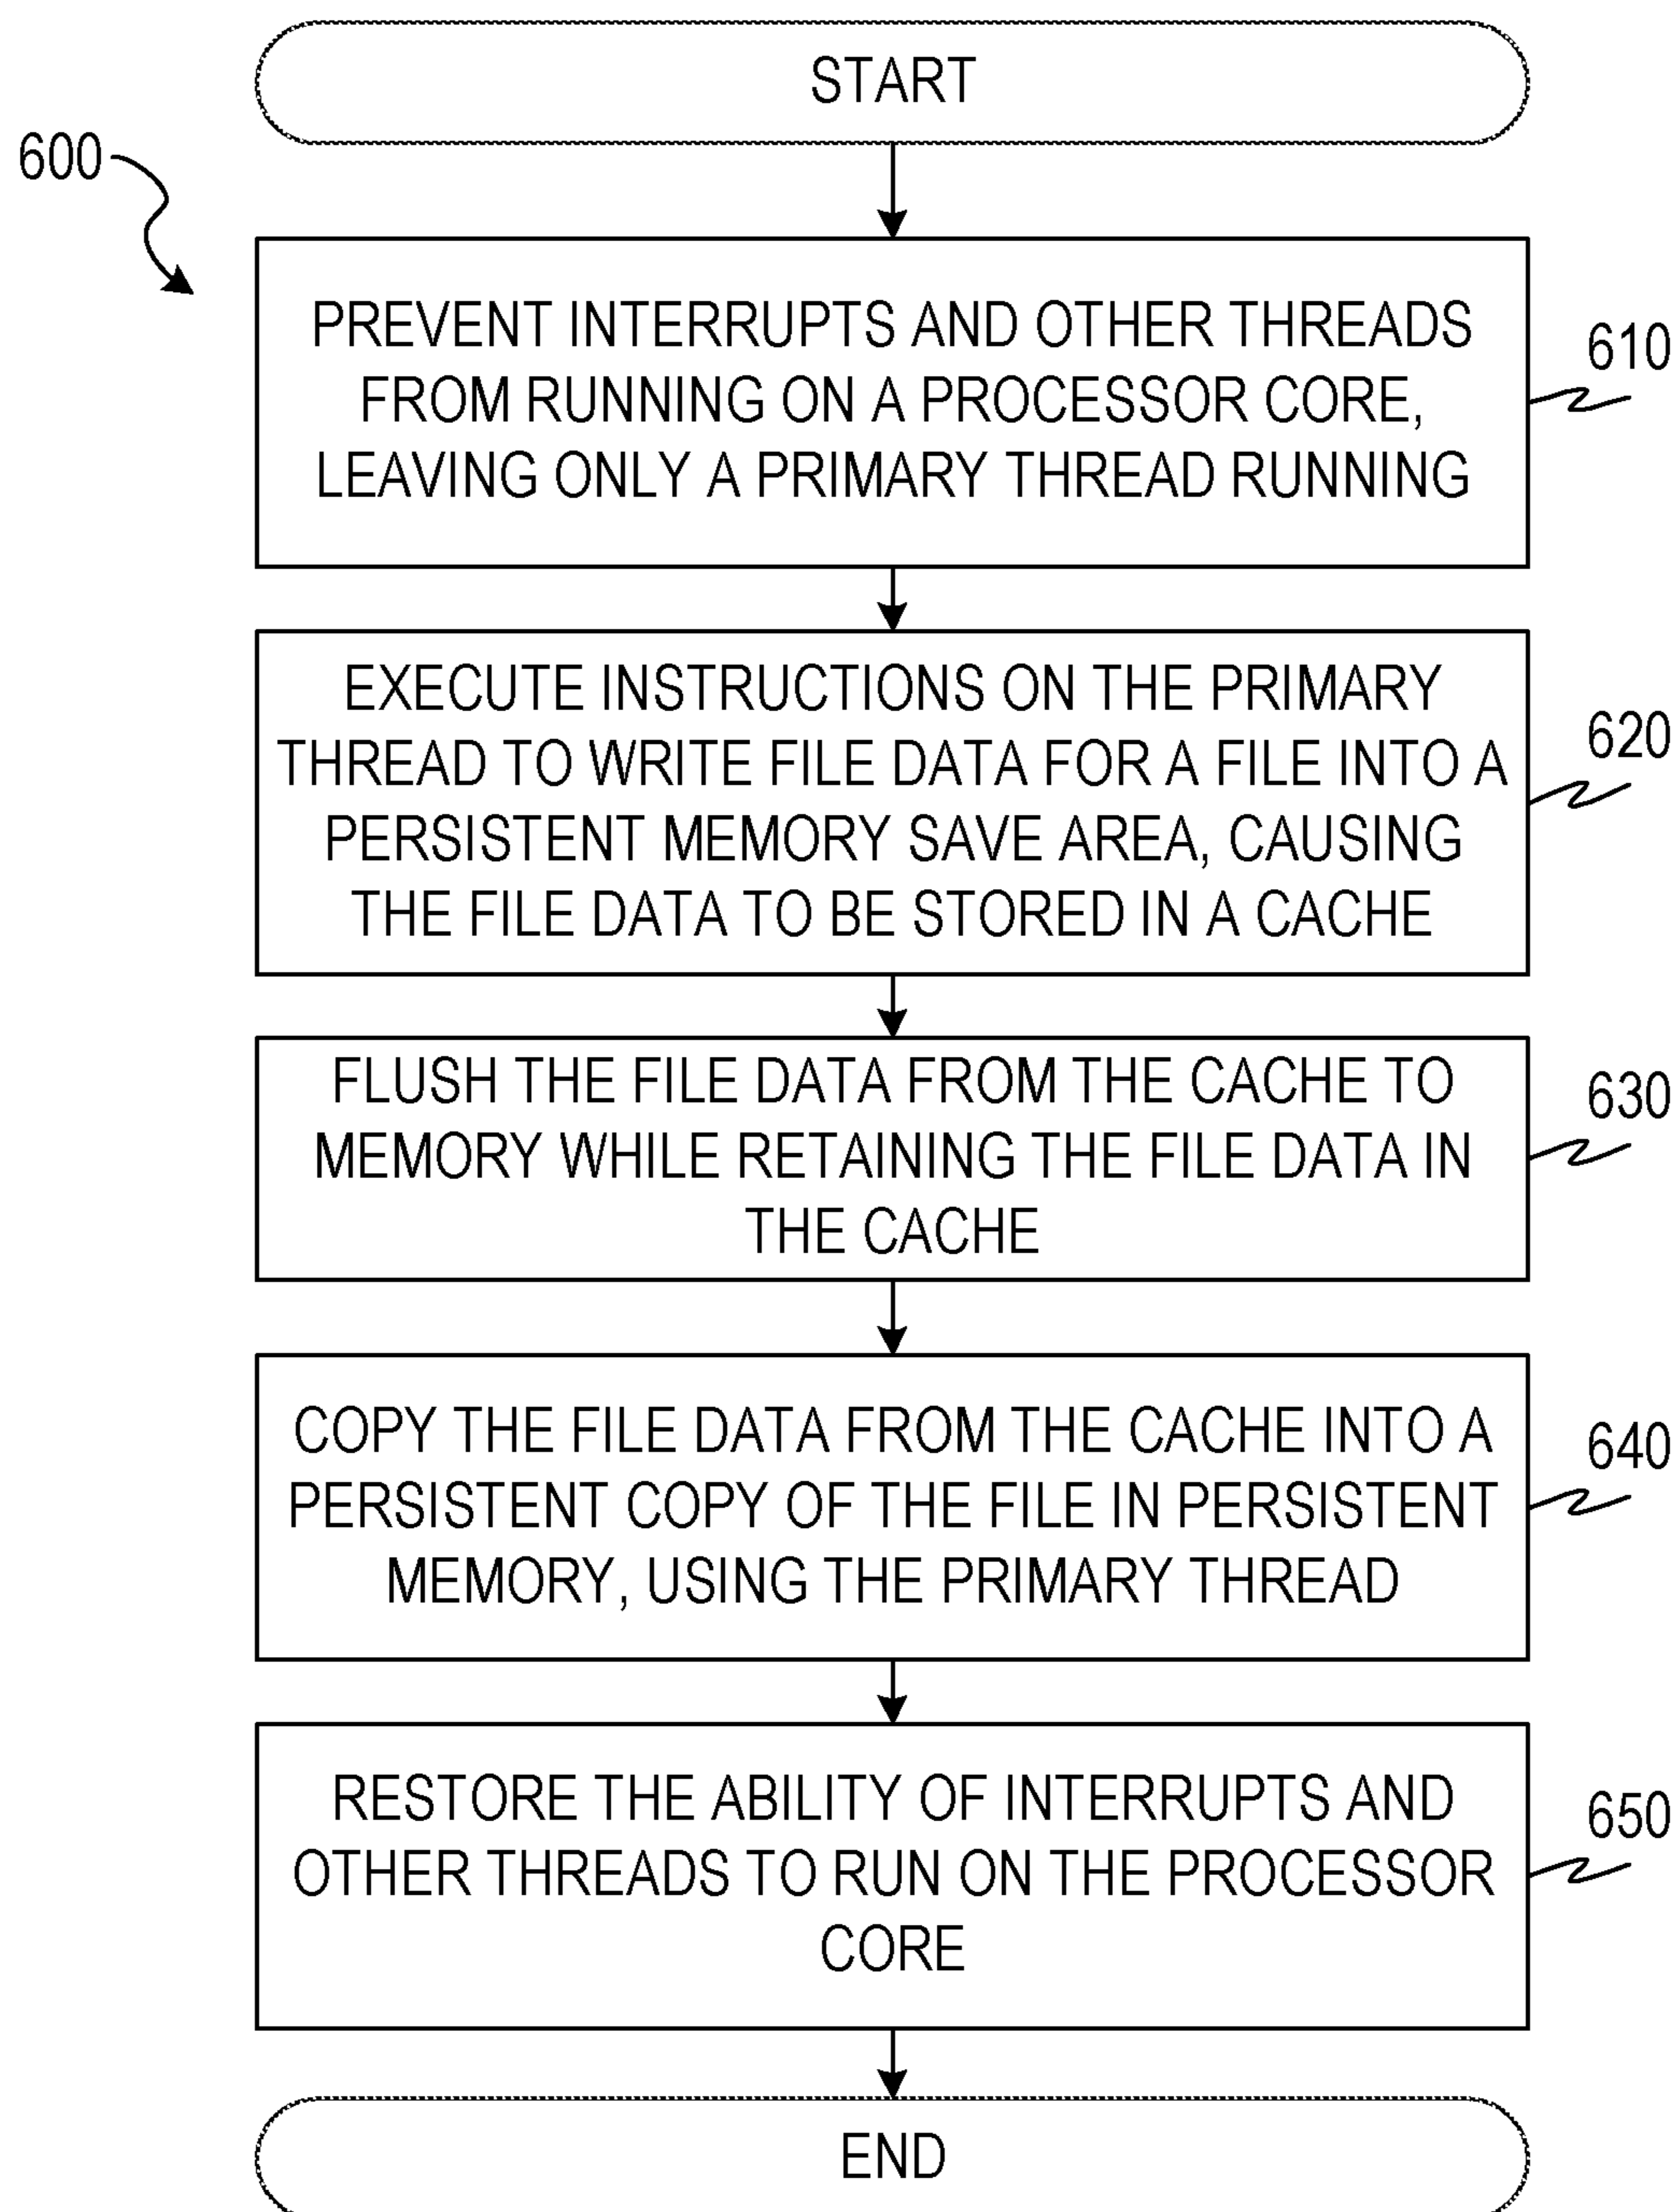 START
600
PREVENT INTERRUPTS AND OTHER THREADS
FROM RUNNING ON A PROCESSOR CORE,
LEAVING ONLY A PRIMARY THREAD RUNNING
610
EXECUTE INSTRUCTIONS ON THE PRIMARY
THREAD TO WRITE FILE DATA FOR A FILE INTO A
PERSISTENT MEMORY SAVE AREA, CAUSING
THE FILE DATA TO BE STORED IN A CACHE
620
FLUSH THE FILE DATA FROM THE CACHE TO
MEMORY WHILE RETAINING THE FILE DATA IN
THE CACHE
630
COPY THE FILE DATA FROM THE CACHE INTO A
PERSISTENT COPY OF THE FILE IN PERSISTENT
MEMORY, USING THE PRIMARY THREAD
640
RESTORE THE ABILITY OF INTERRUPTS AND
OTHER THREADS TO RUN ON THE PROCESSOR
CORE
650
END